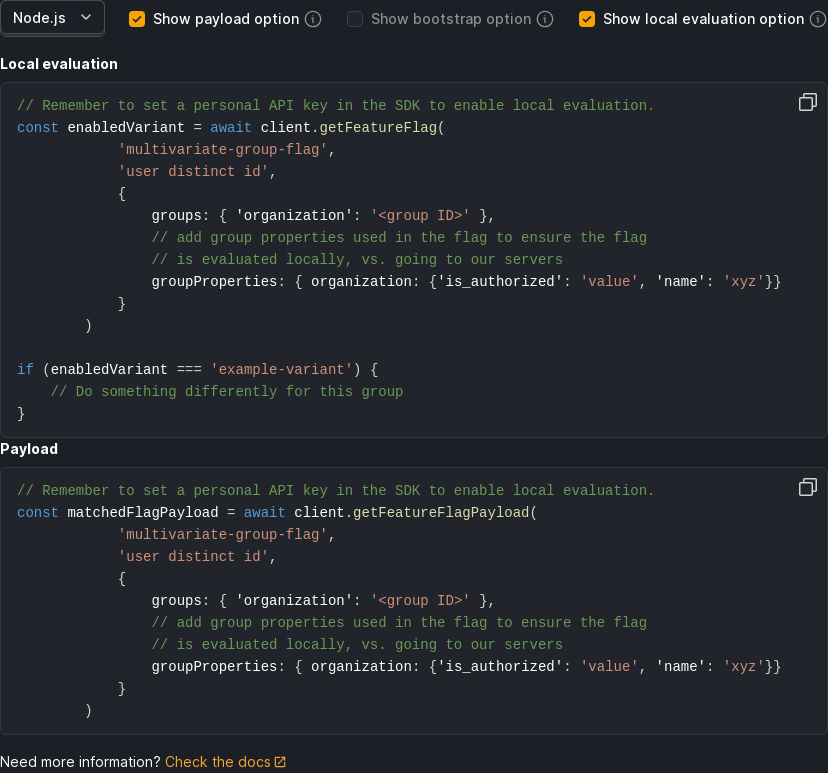 Node.js Show payload option Show bootstrap option Show local evaluation option
Local evaluation
// Remember to set a personal API key in the SDK to enable local evaluation.
const enabledVariant = await client.getFeatureFlag(
            'multivariate-group-flag',
            'user distinct id',
            {
                groups: { 'organization': '<group ID>' },
                // add group properties used in the flag to ensure the flag
                // is evaluated locally, vs. going to our servers
                groupProperties: { organization: {'is_authorized': 'value', 'name': 'xyz'}}
            }
        )

if (enabledVariant === 'example-variant') {
    // Do something differently for this group
}
Payload
// Remember to set a personal API key in the SDK to enable local evaluation.
const matchedFlagPayload = await client.getFeatureFlagPayload(
            'multivariate-group-flag',
            'user distinct id',
            {
                groups: { 'organization': '<group ID>' },
                // add group properties used in the flag to ensure the flag
                // is evaluated locally, vs. going to our servers
                groupProperties: { organization: {'is_authorized': 'value', 'name': 'xyz'}}
            }
        )
Need more information? Check the docs